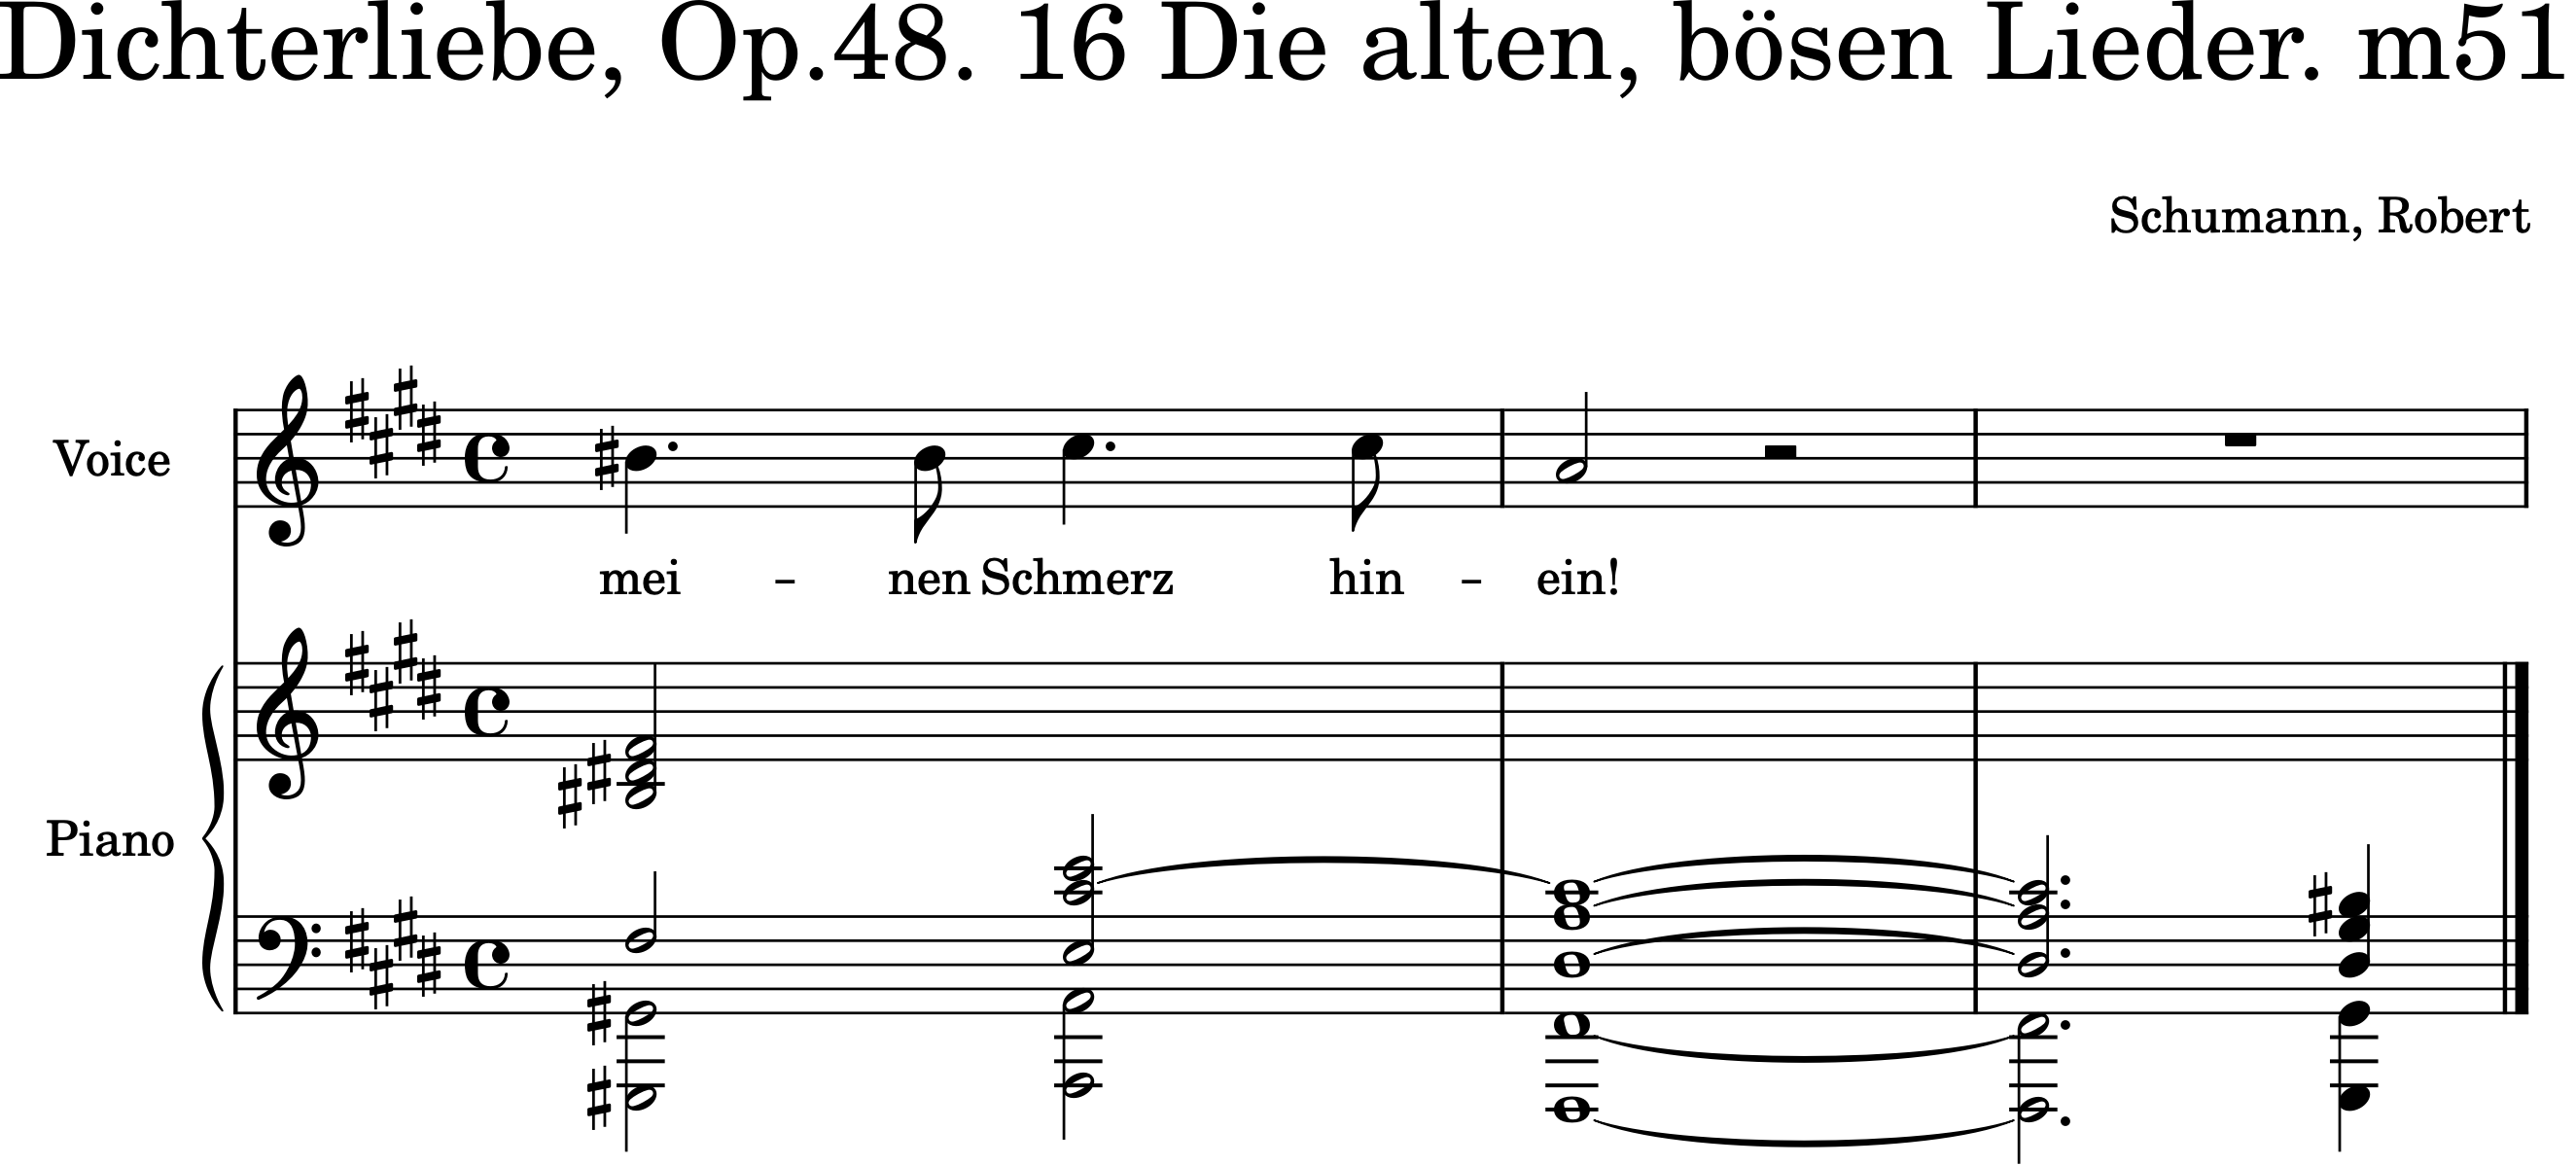 Dichterliebe, Op.48. 16 Die alten, bösen Lieder. m51
Schumann, Robert
Voice
mei – nen Schmerz hin – ein!
Piano